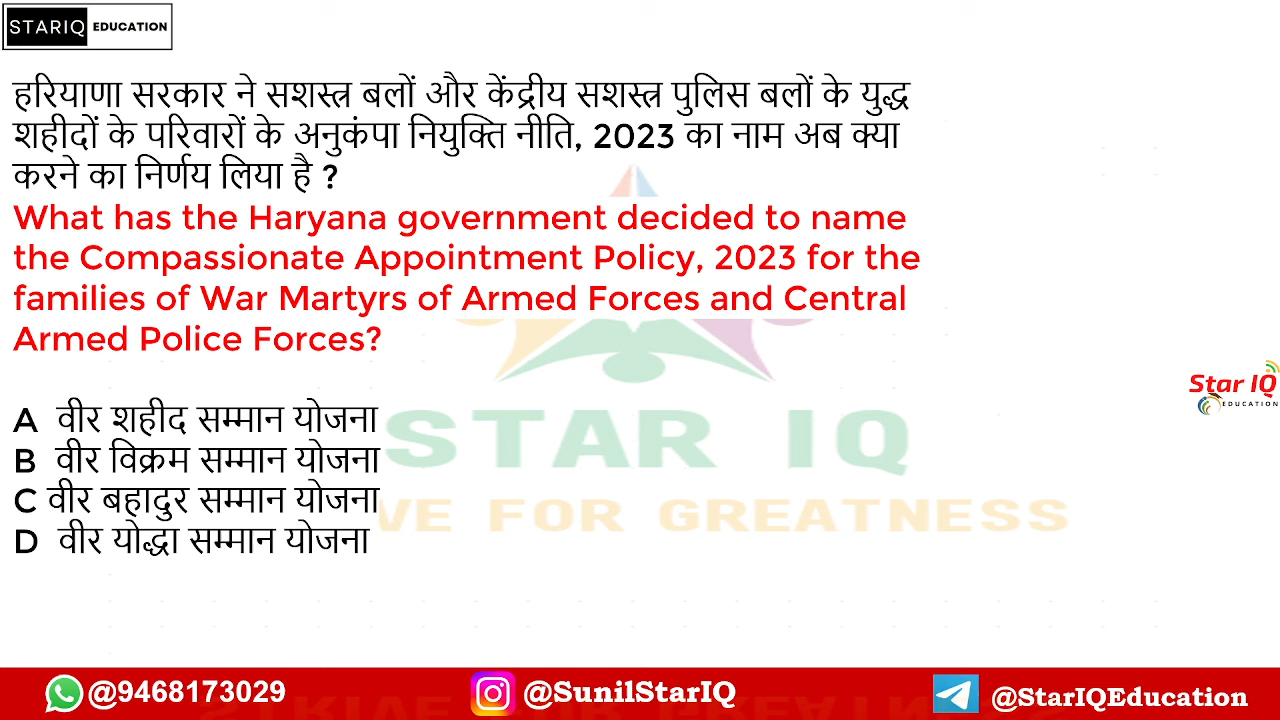 STARIQ EDUCATION
हरियाणा सरकार ने सशस्त्र बलों और केंद्रीय सशस्त्र पुलिस बलों के युद्ध
शहीदों के परिवारों के अनुकंपा नियुक्ति नीति, 2023 का नाम अब क्या
करने का निर्णय लिया है ?
What has the Haryana government decided to name
the Compassionate Appointment Policy, 2023 for the
families of War Martyrs of Armed Forces and Central
Armed Police Forces?
Star IQ
EDUCATION
A वीर शहीद सम्मान योजना
B वीर विक्रम सम्मान योजना
C वीर बहादुर सम्मान योजना
D वीर योद्धा सम्मान योजना
STAR IQ
VE FOR GREATNESS
@9468173029 @SunilStarIQ @StarIQEducation